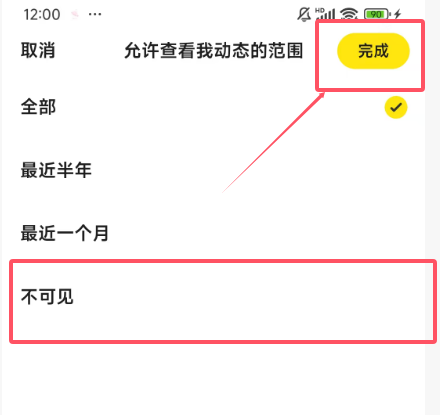 12:00 ··· HD 90
取消 允许查看我动态的范围 完成
全部
最近半年
最近一个月
不可见